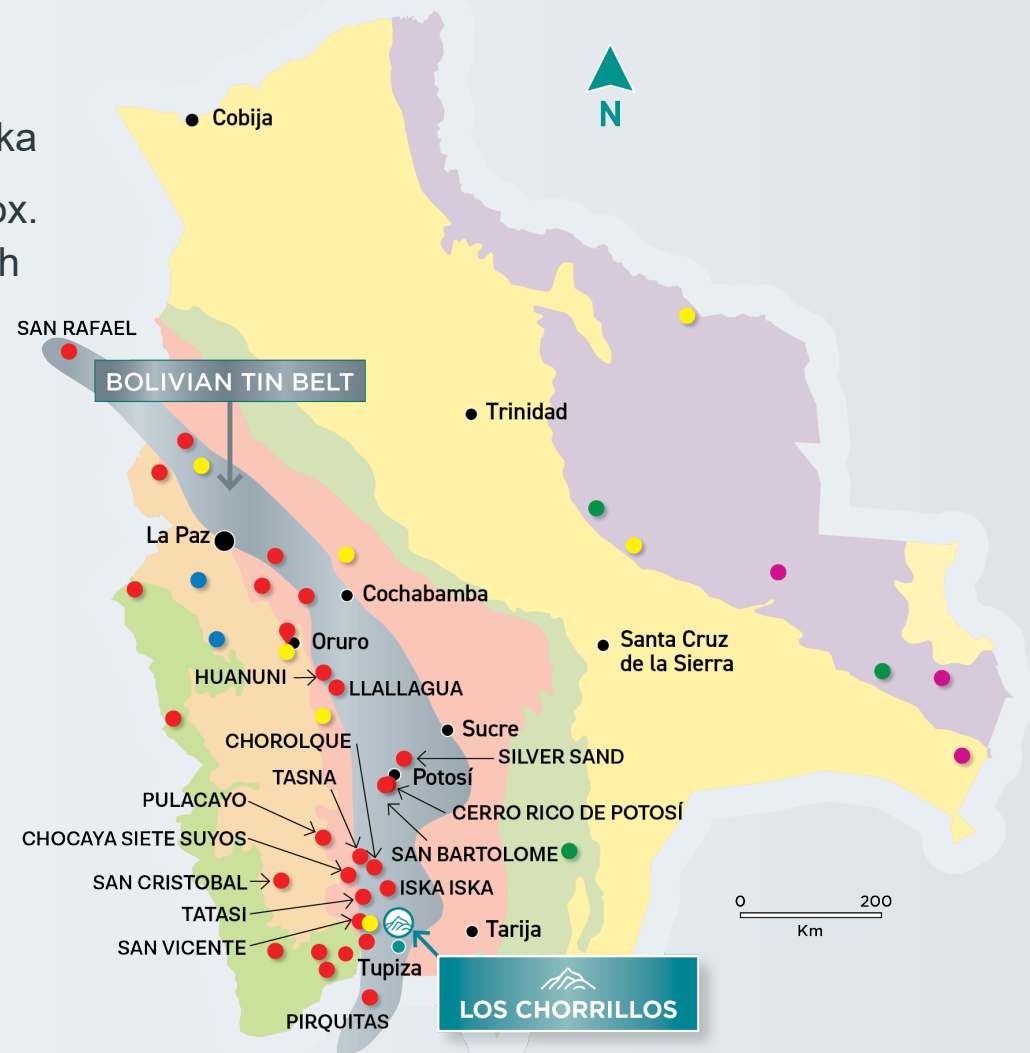 Cobija
N
ka
ox.
h
SAN RAFAEL
BOLIVIAN TIN BELT
Trinidad
La Paz
Cochabamba
Oruro
Santa Cruz
de la Sierra
HUANUNI
LLALLAGUA
Sucre
CHOROLQUE
SILVER SAND
TASNA
Potosí
PULACAYO
CERRO RICO DE POTOSÍ
CHOCAYA SIETE SUYOS
SAN BARTOLOME
SAN CRISTOBAL
ISKA ISKA
0 200
Km
TATASI
Tarija
SAN VICENTE
Tupiza
LOS CHORRILLOS
PIRQUITAS